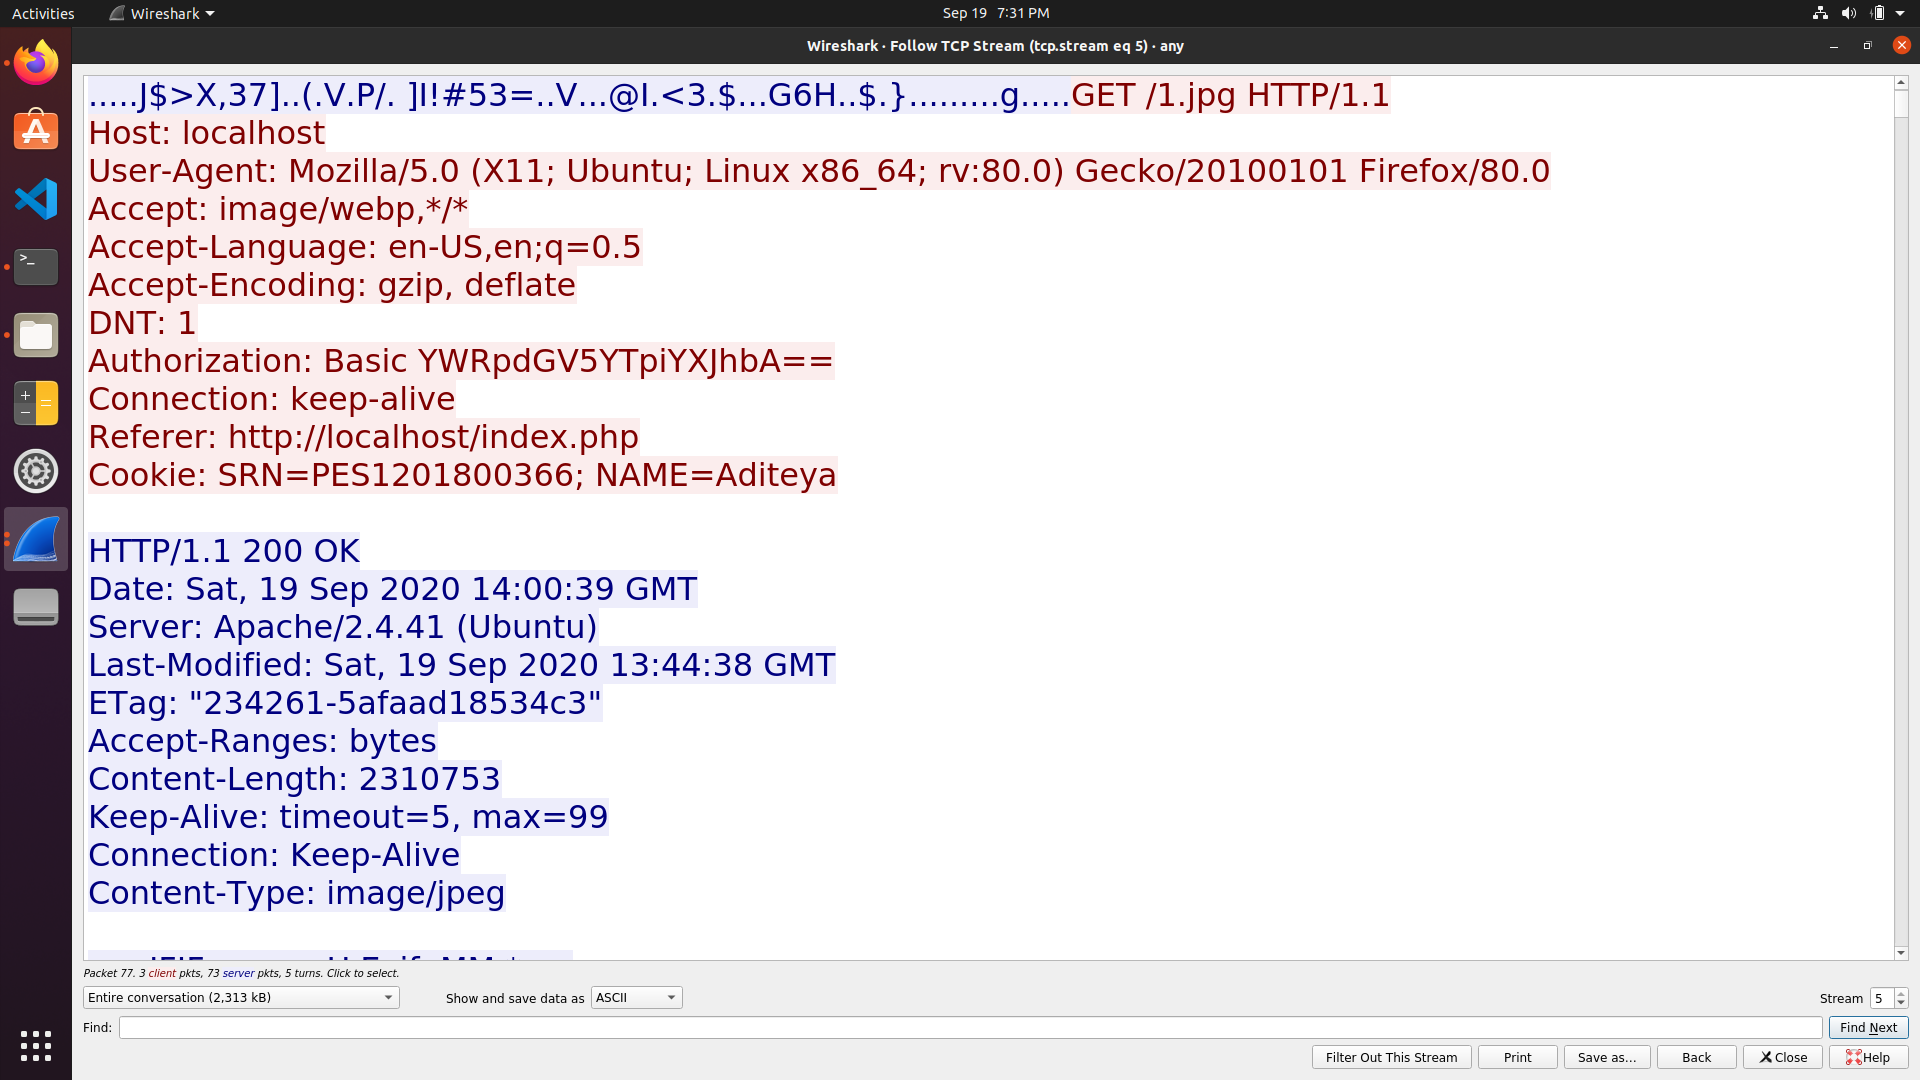 Activities
Wireshark
Sep 19 7:31 PM
Wireshark · Follow TCP Stream (tcp.stream eq 5) · any
.....J$>X,37]..(.V.P/. ]I!#53=..V...@I.<3.$...G6H..$.}.........g.....GET /1.jpg HTTP/1.1
Host: localhost
User-Agent: Mozilla/5.0 (X11; Ubuntu; Linux x86_64; rv:80.0) Gecko/20100101 Firefox/80.0
Accept: image/webp,*/*
Accept-Language: en-US,en;q=0.5
Accept-Encoding: gzip, deflate
DNT: 1
Authorization: Basic YWRpdGV5YTpiYXJhbA==
Connection: keep-alive
Referer: http://localhost/index.php
Cookie: SRN=PES1201800366; NAME=Aditeya
HTTP/1.1 200 OK
Date: Sat, 19 Sep 2020 14:00:39 GMT
Server: Apache/2.4.41 (Ubuntu)
Last-Modified: Sat, 19 Sep 2020 13:44:38 GMT
ETag: "234261-5afaad18534c3"
Accept-Ranges: bytes
Content-Length: 2310753
Keep-Alive: timeout=5, max=99
Connection: Keep-Alive
Content-Type: image/jpeg
Packet 77. 3 client pkts, 73 server pkts, 5 turns. Click to select.
Entire conversation (2,313 kB)
Show and save data as ASCII
Stream 5
Find:
Find Next
Filter Out This Stream
Print
Save as…
Back
Close
Help